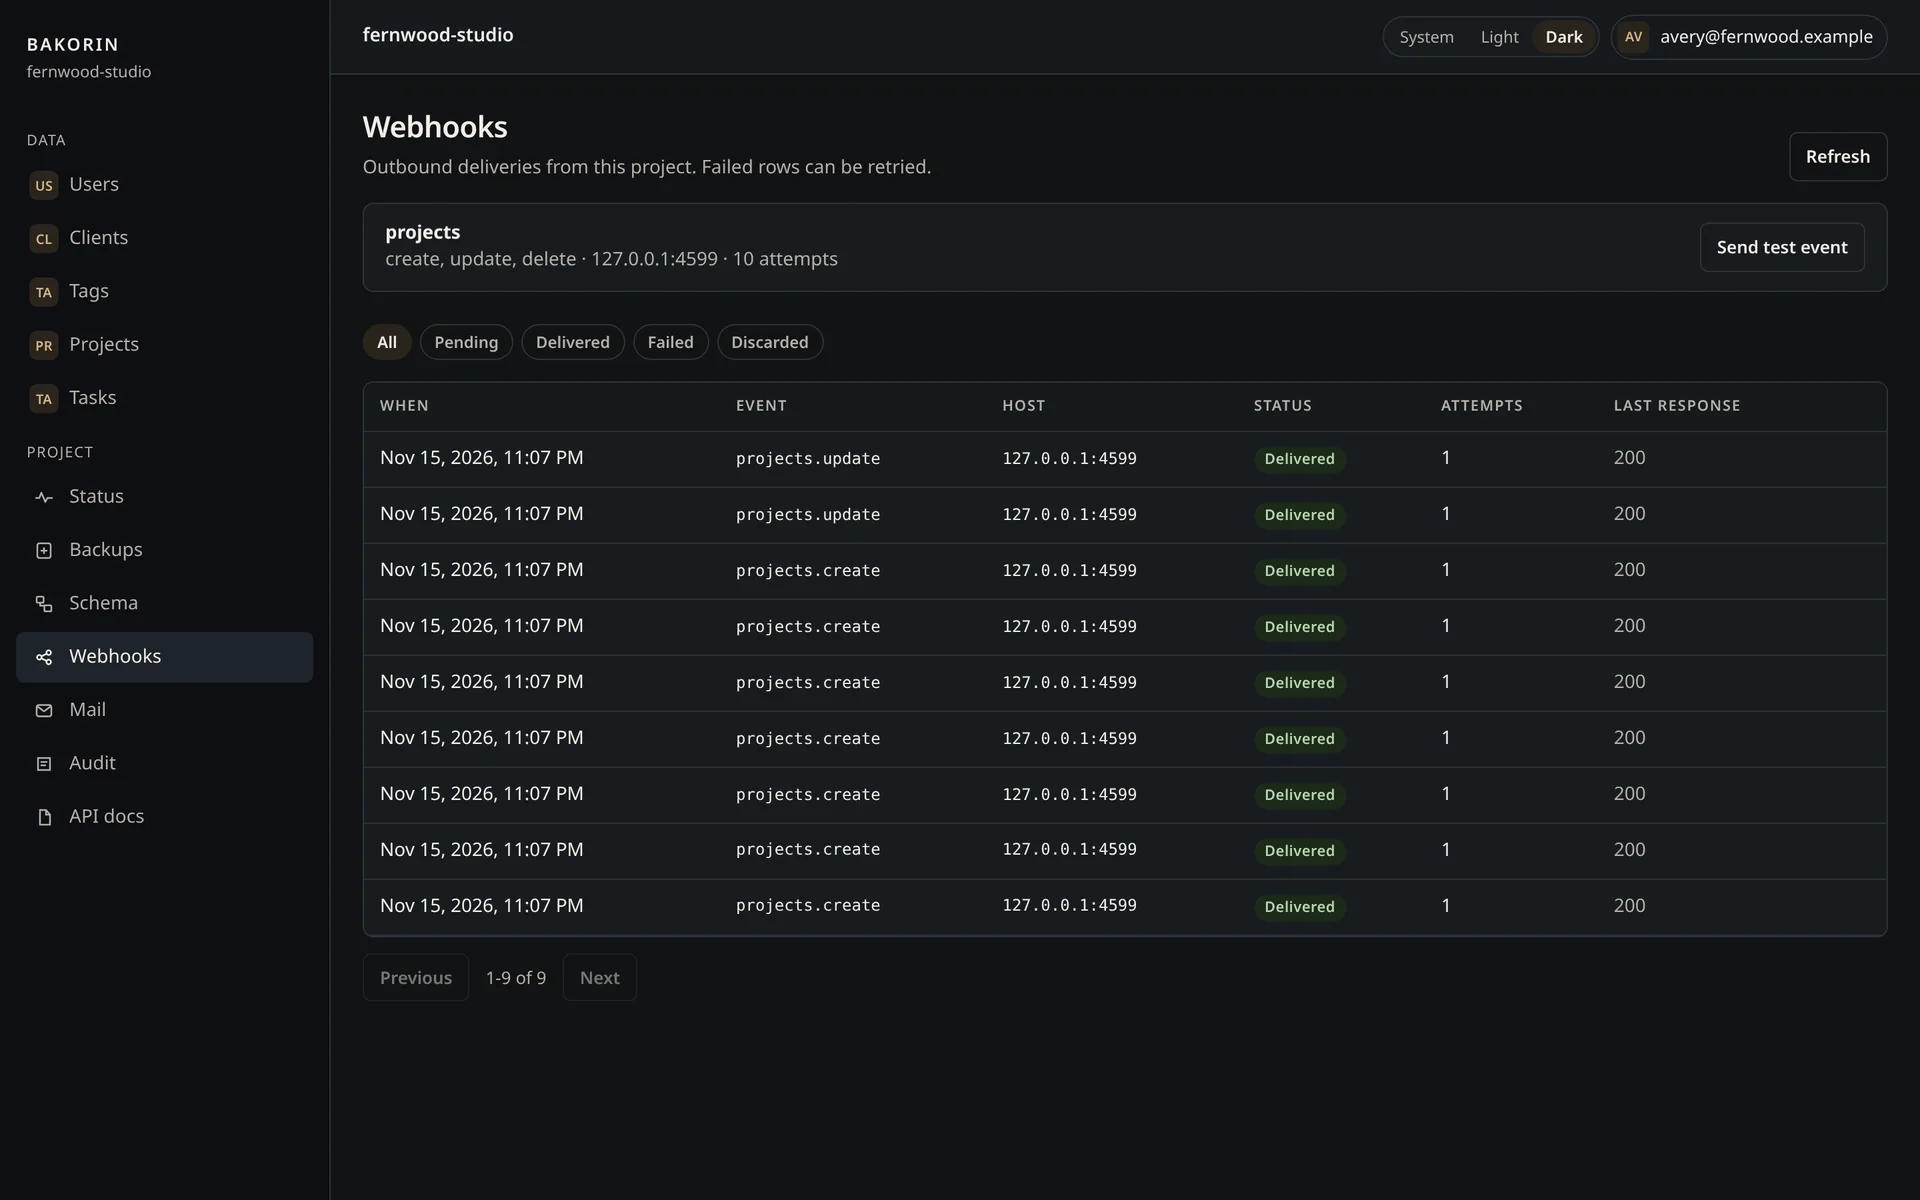 BAKORIN
fernwood-studio
DATA
US Users
CL Clients
TA Tags
PR Projects
TA Tasks
PROJECT
Status
Backups
Schema
Webhooks
Mail
Audit
API docs
fernwood-studio
System Light Dark AV avery@fernwood.example
Webhooks
Outbound deliveries from this project. Failed rows can be retried.
Refresh
projects
create, update, delete · 127.0.0.1:4599 · 10 attempts
Send test event
All Pending Delivered Failed Discarded
WHEN EVENT HOST STATUS ATTEMPTS LAST RESPONSE
Nov 15, 2026, 11:07 PM projects.update 127.0.0.1:4599 Delivered 1 200
Nov 15, 2026, 11:07 PM projects.update 127.0.0.1:4599 Delivered 1 200
Nov 15, 2026, 11:07 PM projects.create 127.0.0.1:4599 Delivered 1 200
Nov 15, 2026, 11:07 PM projects.create 127.0.0.1:4599 Delivered 1 200
Nov 15, 2026, 11:07 PM projects.create 127.0.0.1:4599 Delivered 1 200
Nov 15, 2026, 11:07 PM projects.create 127.0.0.1:4599 Delivered 1 200
Nov 15, 2026, 11:07 PM projects.create 127.0.0.1:4599 Delivered 1 200
Nov 15, 2026, 11:07 PM projects.create 127.0.0.1:4599 Delivered 1 200
Nov 15, 2026, 11:07 PM projects.create 127.0.0.1:4599 Delivered 1 200
Previous 1-9 of 9 Next